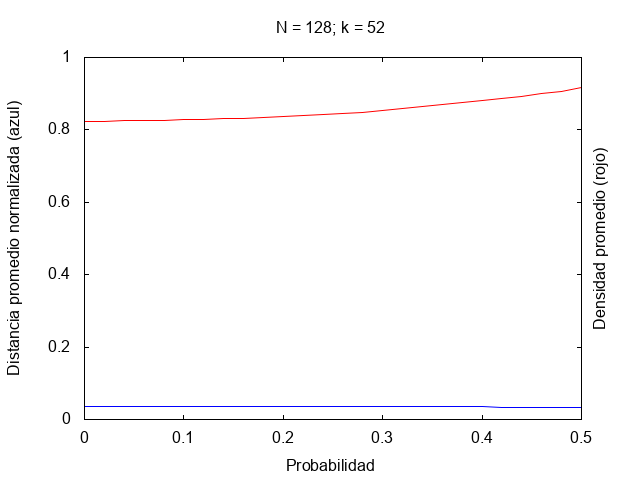 N = 128; k = 52
Distancia promedio normalizada (azul)
1
0.8
0.6
0.4
0.2
0
0 0.1 0.2 0.3 0.4 0.5
Probabilidad
Densidad promedio (rojo)